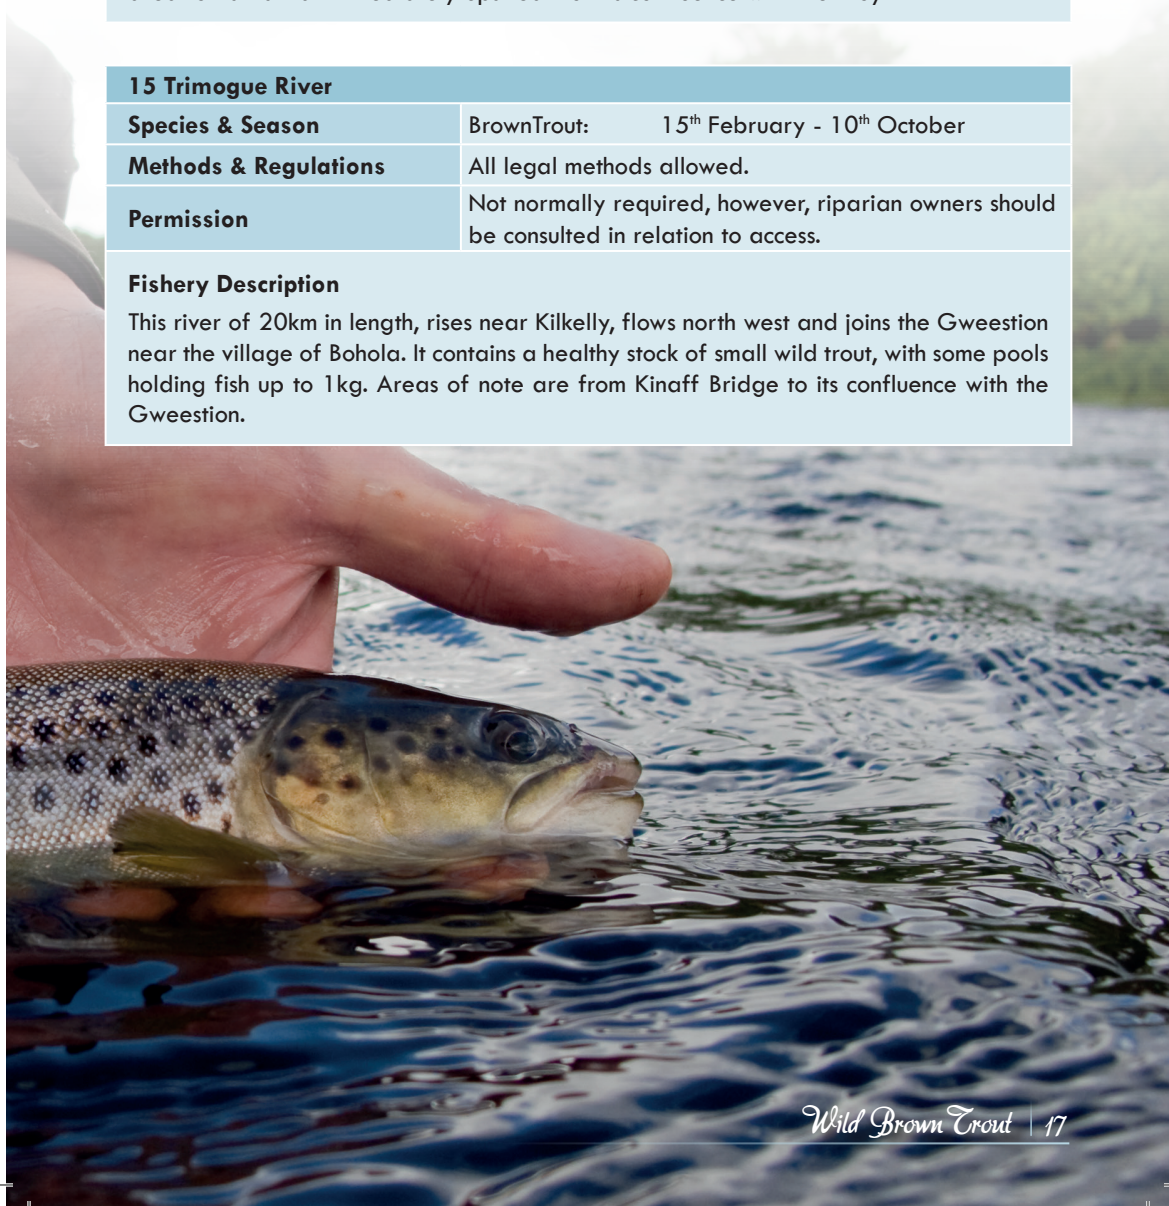 15 Trimogue River
Species & Season
BrownTrout: 15th February - 10th October
Methods & Regulations
All legal methods allowed.
Permission
Not normally required, however, riparian owners should
be consulted in relation to access.
Fishery Description
This river of 20km in length, rises near Kilkelly, flows north west and joins the Gweestion
near the village of Bohola. It contains a healthy stock of small wild trout, with some pools
holding fish up to 1kg. Areas of note are from Kinaff Bridge to its confluence with the
Gweestion.
Wild Brown Trout | 17